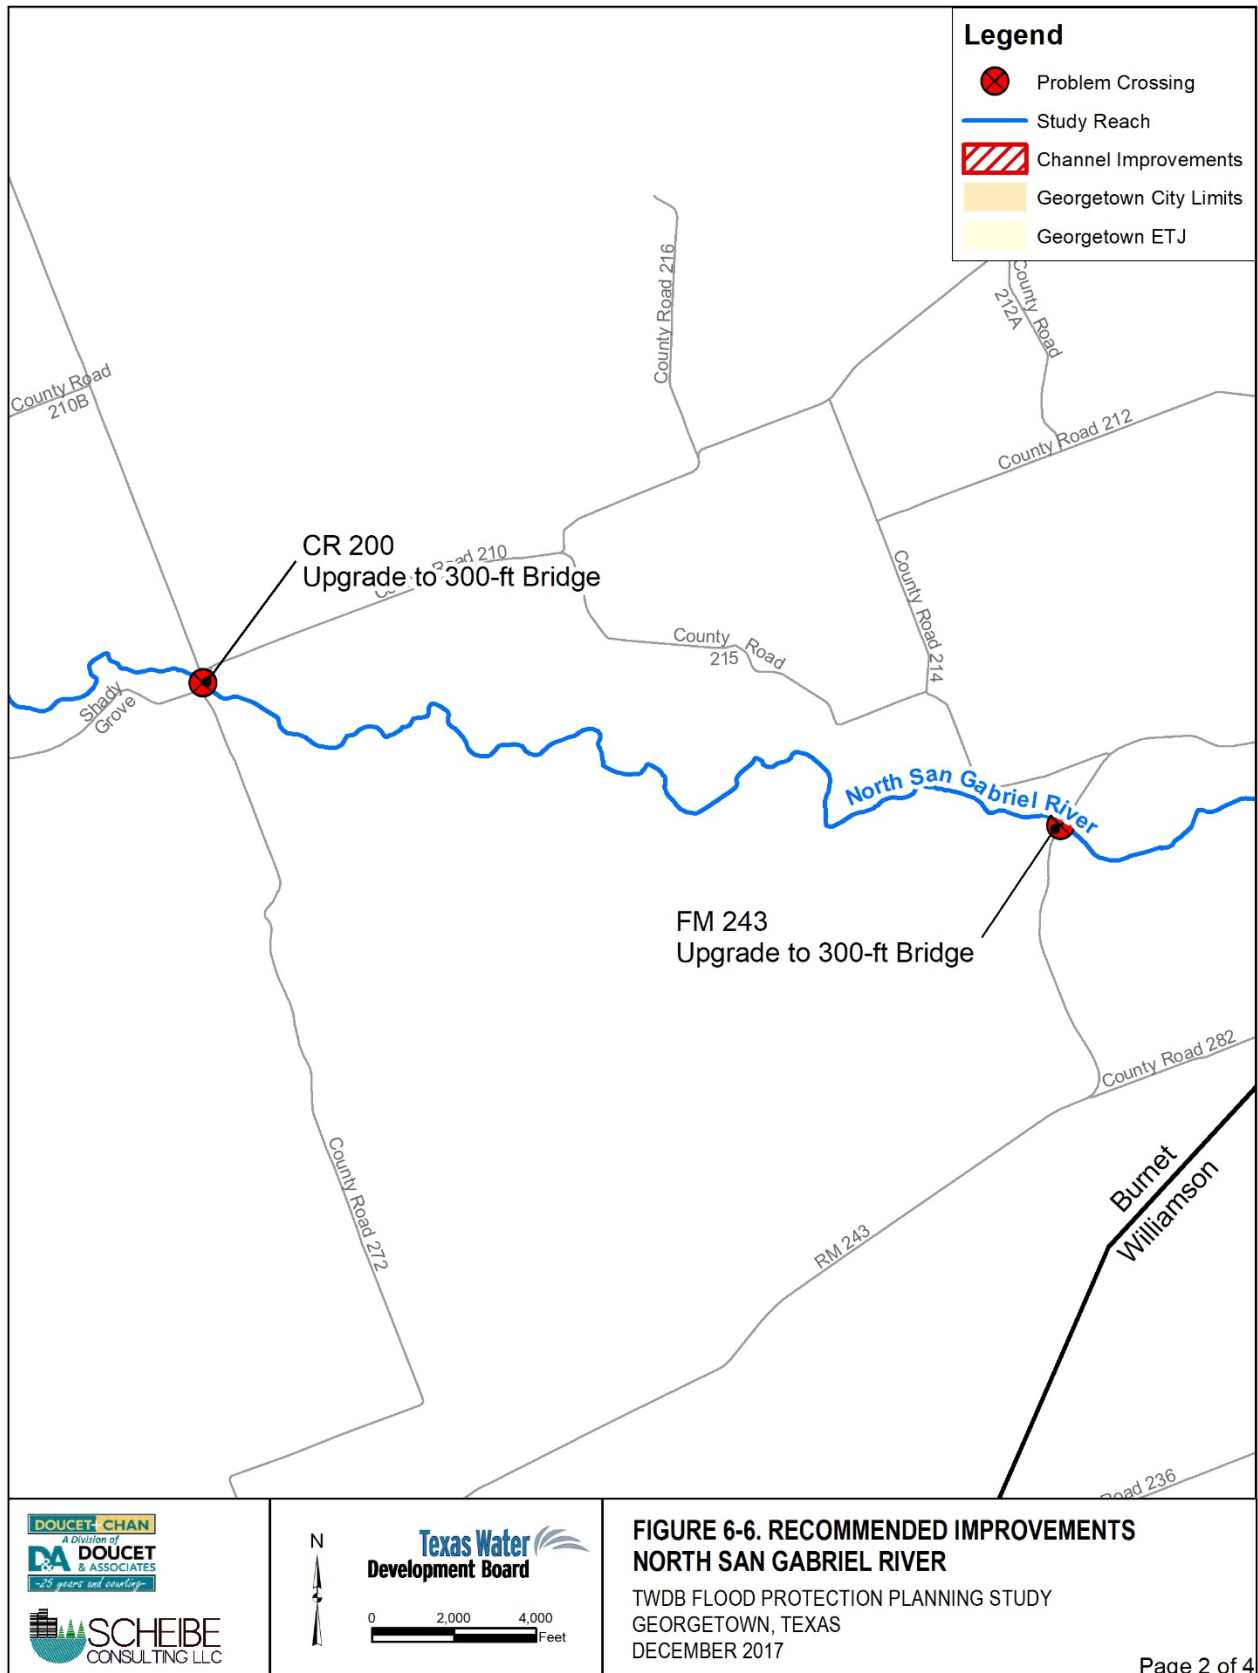 Legend
Problem Crossing
Study Reach
Channel Improvements
Georgetown City Limits
Georgetown ETJ
County Road 216
County Road
212A
County Road
210B
County Road 212
CR 200
Upgrade to 300-ft Bridge
Road 210
County Road 214
County Road
215
Shady
Grove
North San Gabriel River
FM 243
Upgrade to 300-ft Bridge
County Road 282
County Road 272
Burnet
Williamson
RM 243
Road 236
DOUCET+CHAN
A Division of
D&A DOUCET
& ASSOCIATES
-25 years and counting-
SCHEIBE
CONSULTING LLC
N
Texas Water
Development Board
0 2,000 4,000
Feet
FIGURE 6-6. RECOMMENDED IMPROVEMENTS
NORTH SAN GABRIEL RIVER
TWDB FLOOD PROTECTION PLANNING STUDY
GEORGETOWN, TEXAS
DECEMBER 2017
Page 2 of 4